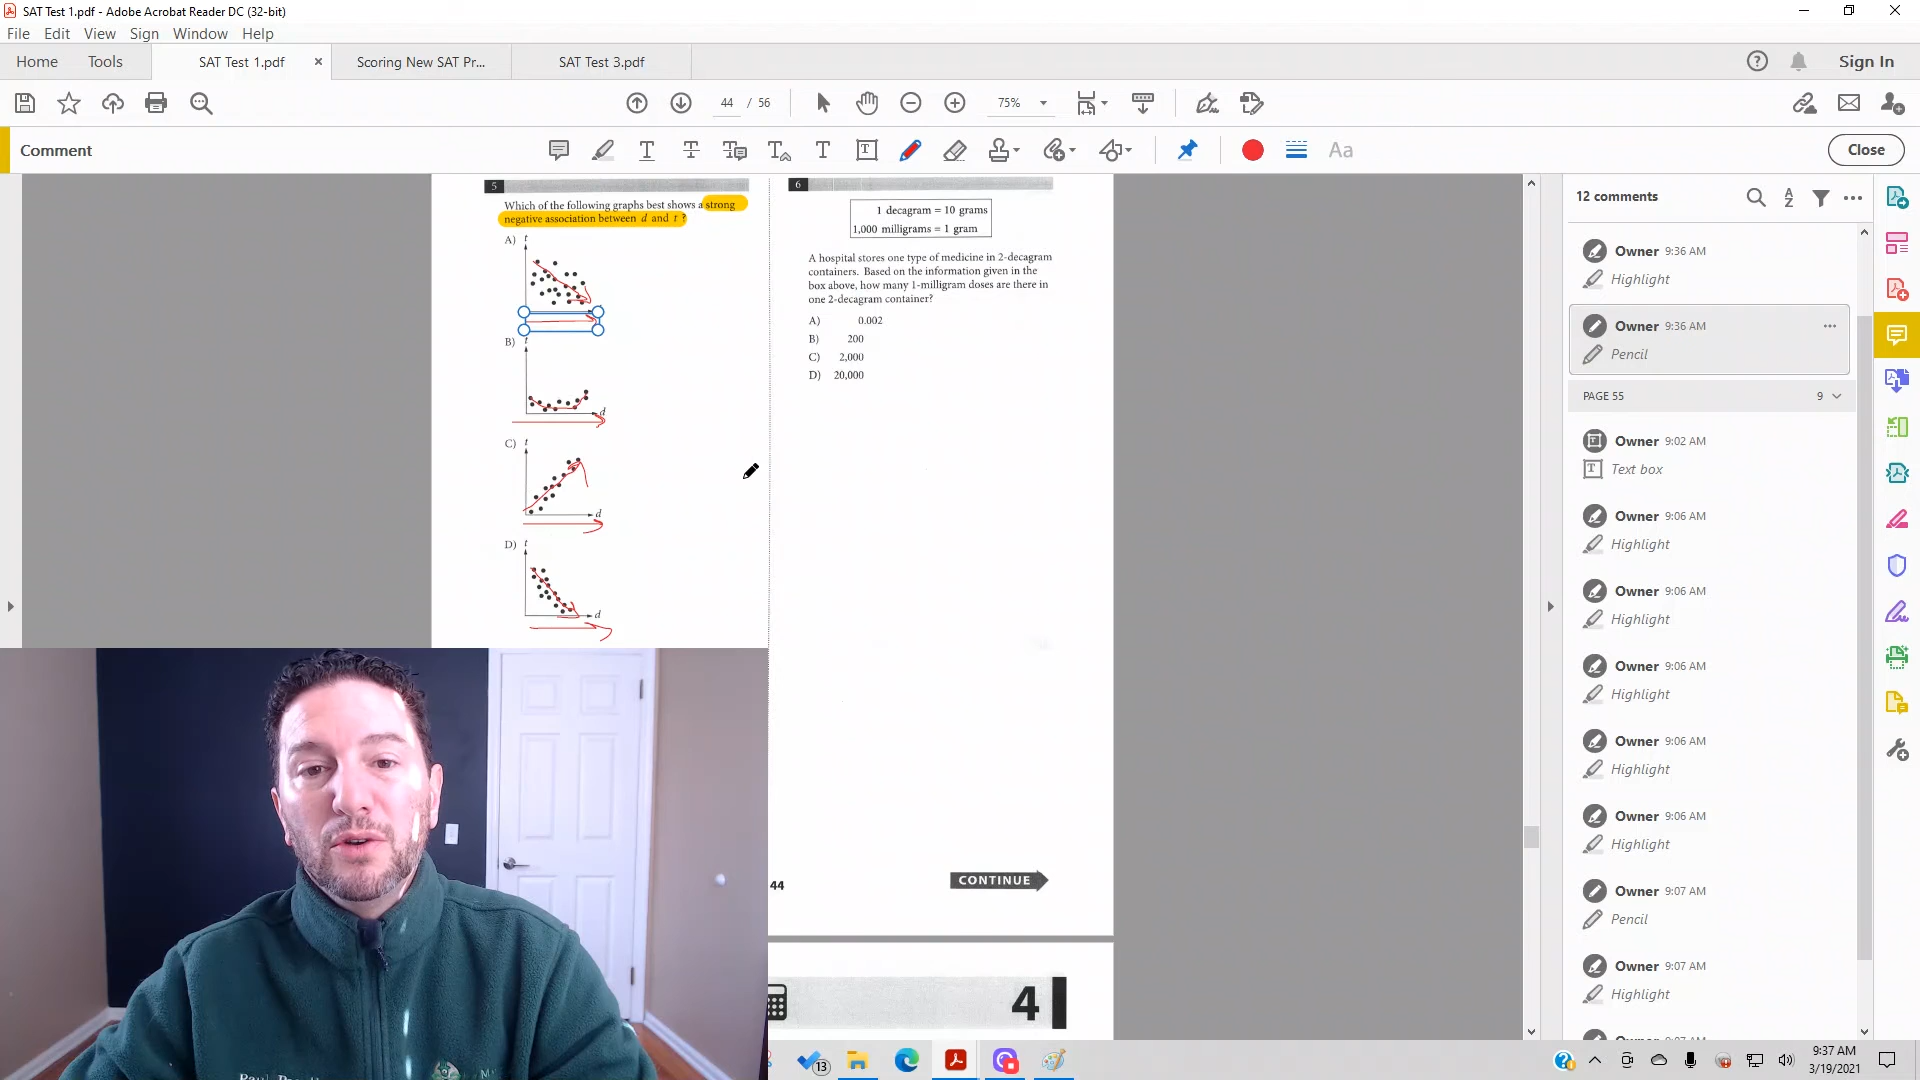 SAT Test 1.pdf - Adobe Acrobat Reader DC (32-bit)
File Edit View Sign Window Help
Home Tools SAT Test 1.pdf Scoring New SAT Pr... SAT Test 3.pdf Sign In
44 / 56 75%
Comment Aa Close
5
Which of the following graphs best shows a strong
negative association between d and t ?
A) t
B) t
d
C) t
d
D) t
d
6
1 decagram = 10 grams
1,000 milligrams = 1 gram
A hospital stores one type of medicine in 2-decagram
containers. Based on the information given in the
box above, how many 1-milligram doses are there in
one 2-decagram container?
A) 0.002
B) 200
C) 2,000
D) 20,000
44
CONTINUE
4
12 comments
Owner 9:36 AM
Highlight
Owner 9:36 AM
Pencil
PAGE 55 9
Owner 9:02 AM
Text box
Owner 9:06 AM
Highlight
Owner 9:06 AM
Highlight
Owner 9:06 AM
Highlight
Owner 9:06 AM
Highlight
Owner 9:06 AM
Highlight
Owner 9:07 AM
Pencil
Owner 9:07 AM
Highlight
13
9:37 AM
3/19/2021